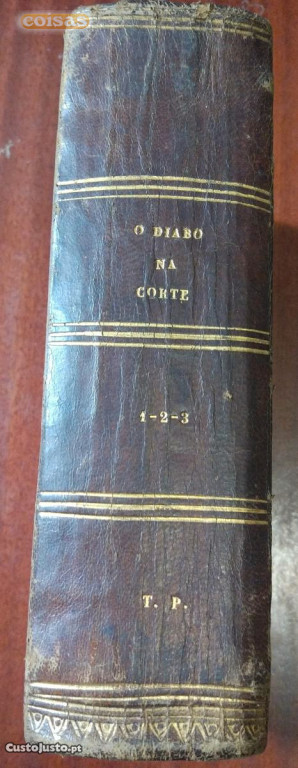 coisas
O DIABO
NA
CORTE
1-2-3
T. P.
CustoJusto.pt